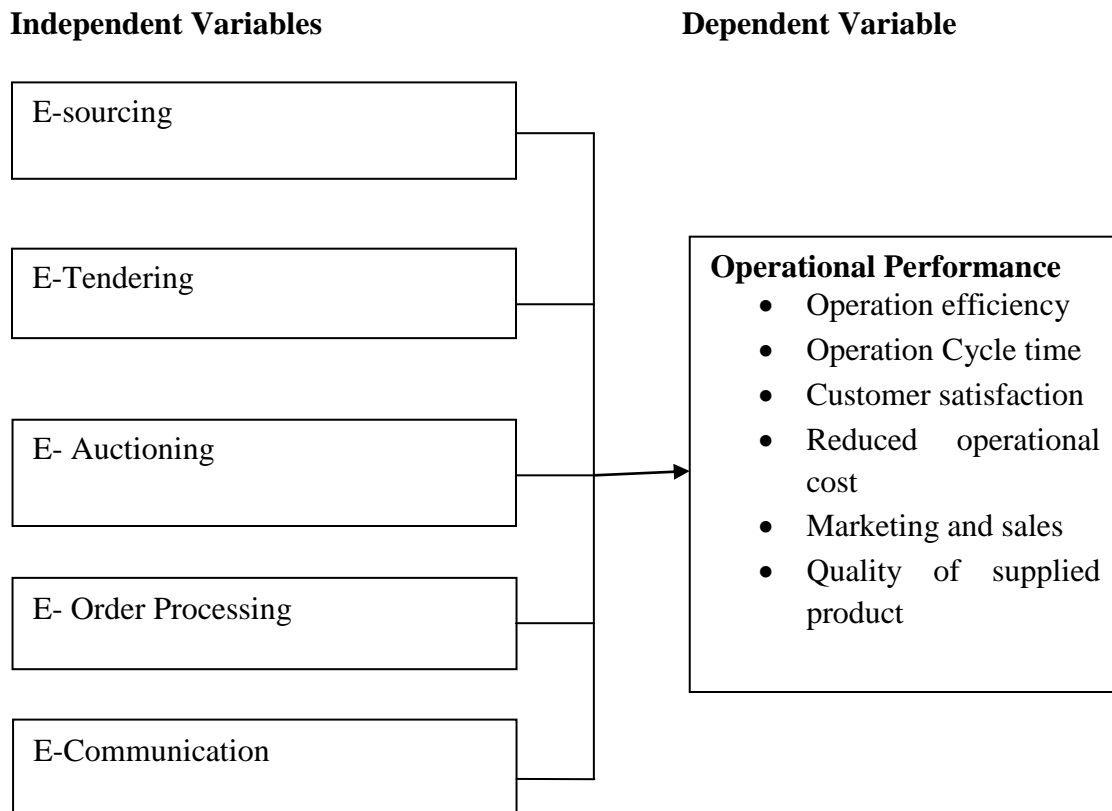 Independent Variables
Dependent Variable
E-sourcing
E-Tendering
E- Auctioning
E- Order Processing
E-Communication
Operational Performance
• Operation efficiency
• Operation Cycle time
• Customer satisfaction
• Reduced operational
cost
• Marketing and sales
• Quality of supplied
product